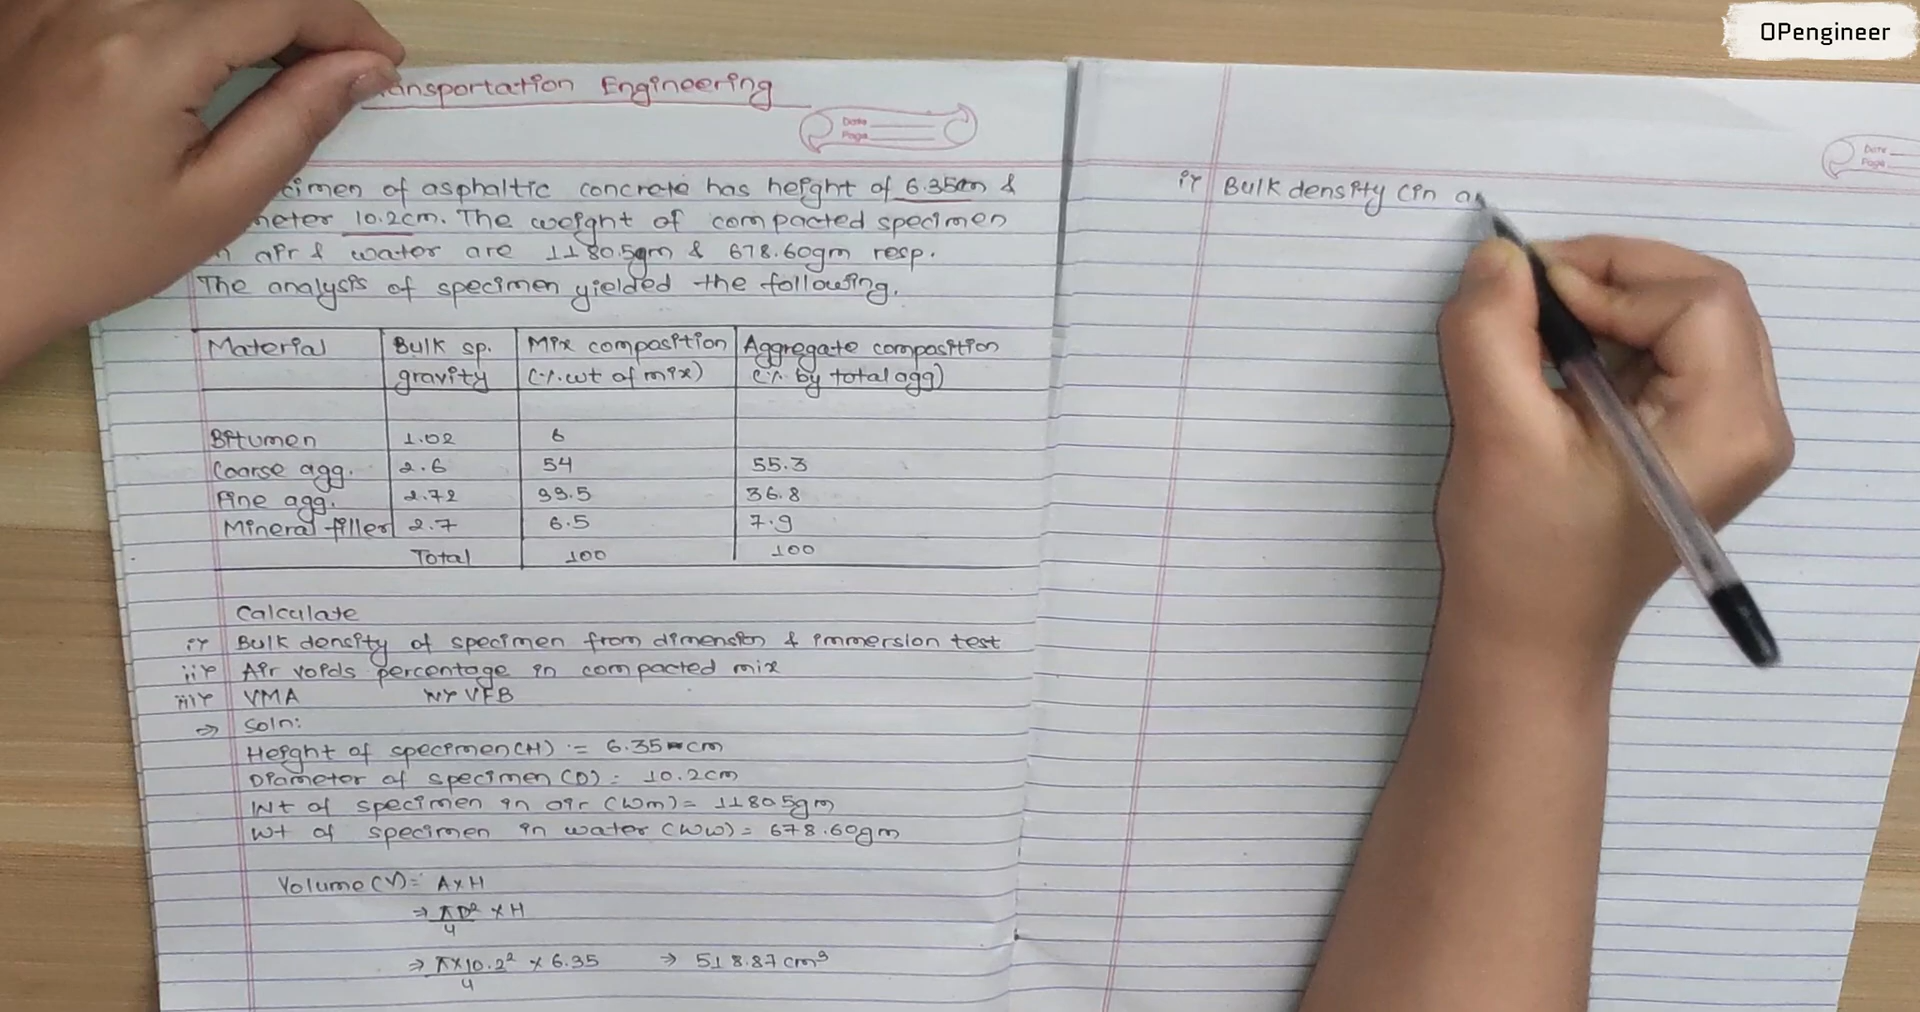 OPengineer
ansportation Engineering
Date
Page
cimen of asphaltic concrete has height of 6.35cm &
meter 10.2cm. The weight of compacted specimen
air & water are 1180.5gm & 678.60gm resp.
The analysis of specimen yielded the following.
Material Bulk sp. gravity Mix composition (%wt of mix) Aggregate composition (% by total agg)
Bitumen 1.02 6
Coarse agg. 2.6 54 55.3
Fine agg. 2.72 33.5 36.8
Mineral filler 2.7 6.5 7.9
Total 100 100
Calculate
i> Bulk density of specimen from dimension & immersion test
ii> Air voids percentage in compacted mix
iii> VMA iv> VFB
⇒ Soln:
Height of specimen (H) = 6.35 cm
Diameter of specimen (D) = 10.2cm
Wt of specimen in air (Wm) = 1180.5gm
Wt of specimen in water (Ww) = 678.60gm
Volume (V) = A×H
⇒ πD²/4 × H
⇒ π×10.2²/4 × 6.35 ⇒ 518.87 cm³
Date
Page
i> Bulk density (in